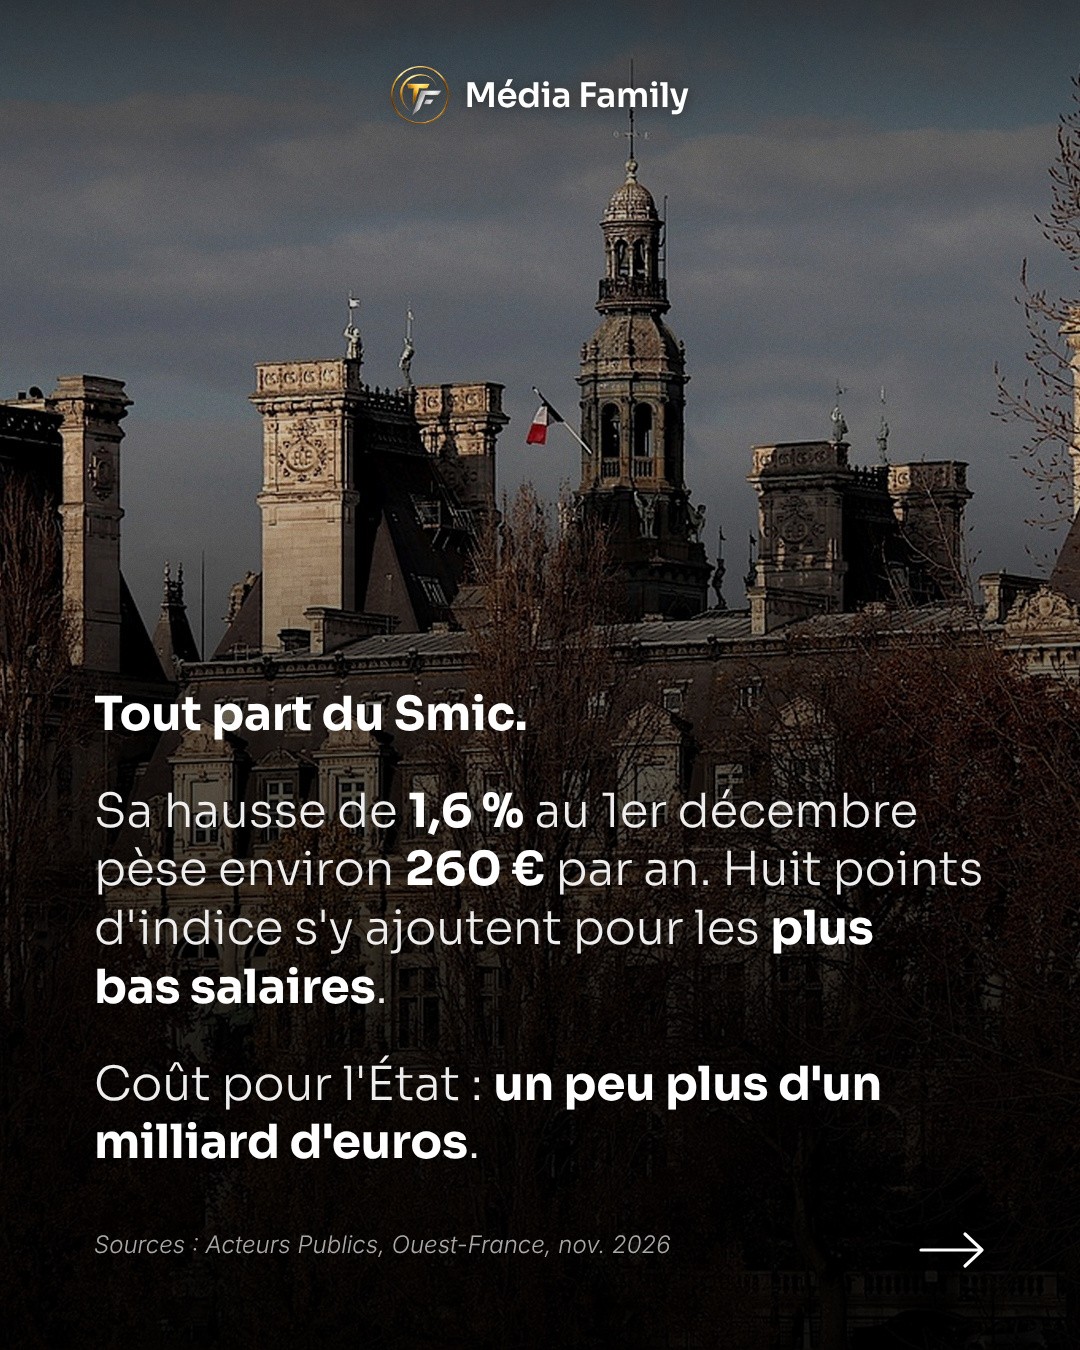 Média Family
Tout part du Smic.
Sa hausse de 1,6 % au 1er décembre
pèse environ 260 € par an. Huit points
d'indice s'y ajoutent pour les plus
bas salaires.
Coût pour l'État : un peu plus d'un
milliard d'euros.
Sources : Acteurs Publics, Ouest-France, nov. 2026